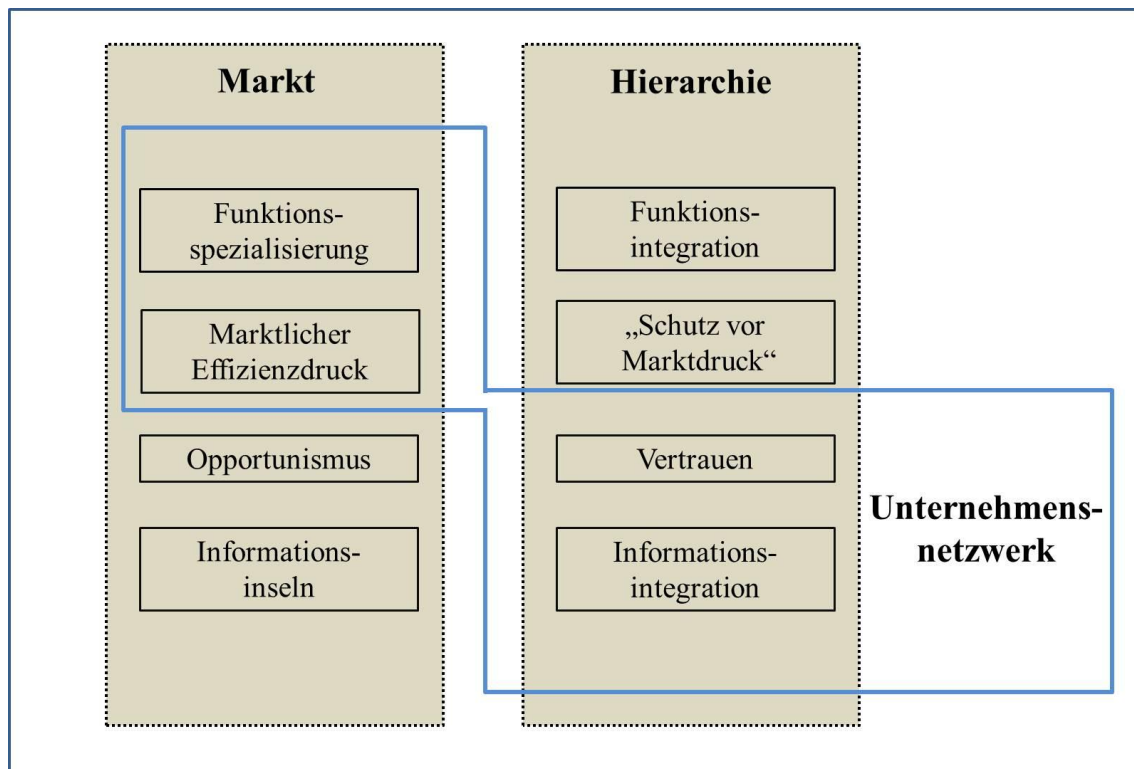 Markt
Funktions-
spezialisierung
Marktlicher
Effizienzdruck
Opportunismus
Informations-
inseln
Hierarchie
Funktions-
integration
„Schutz vor
Marktdruck“
Vertrauen
Informations-
integration
Unternehmens-
netzwerk